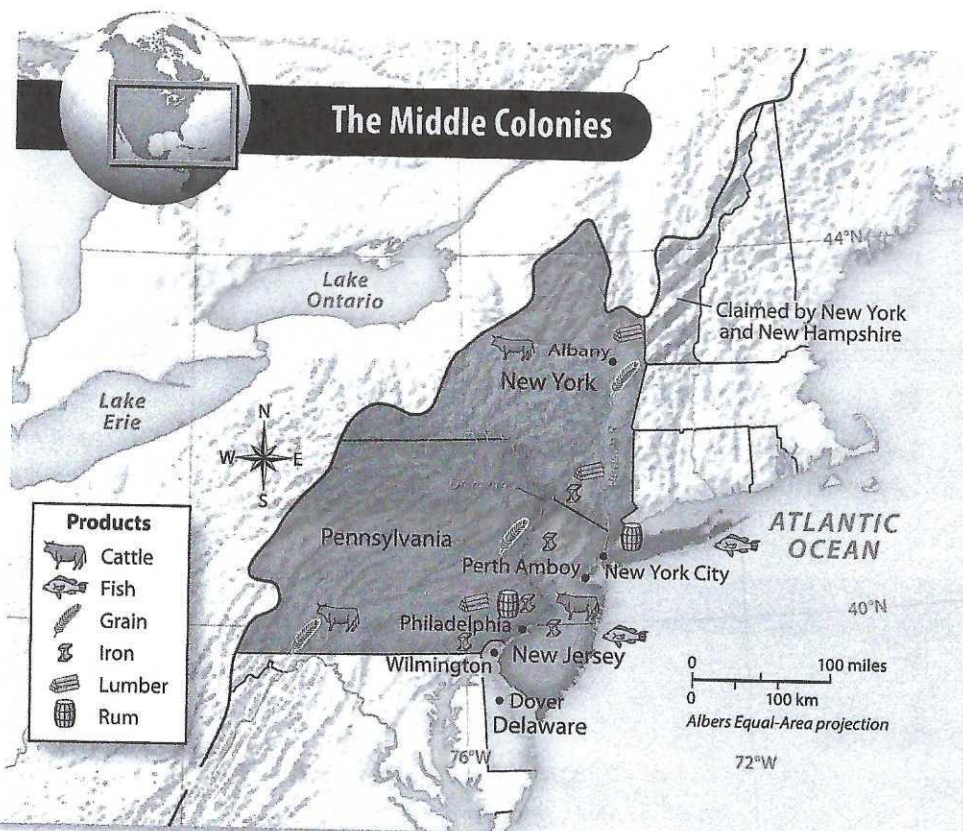 The Middle Colonies
44°N
Lake
Ontario
Claimed by New York
and New Hampshire
Albany
New York
Lake
Erie
N
W
E
S
Products
Cattle
Fish
Grain
Iron
Lumber
Rum
Pennsylvania
ATLANTIC
OCEAN
Perth Amboy
New York City
40°N
Philadelphia
Wilmington
New Jersey
Dover
Delaware
0 100 miles
0 100 km
Albers Equal-Area projection
76°W
72°W